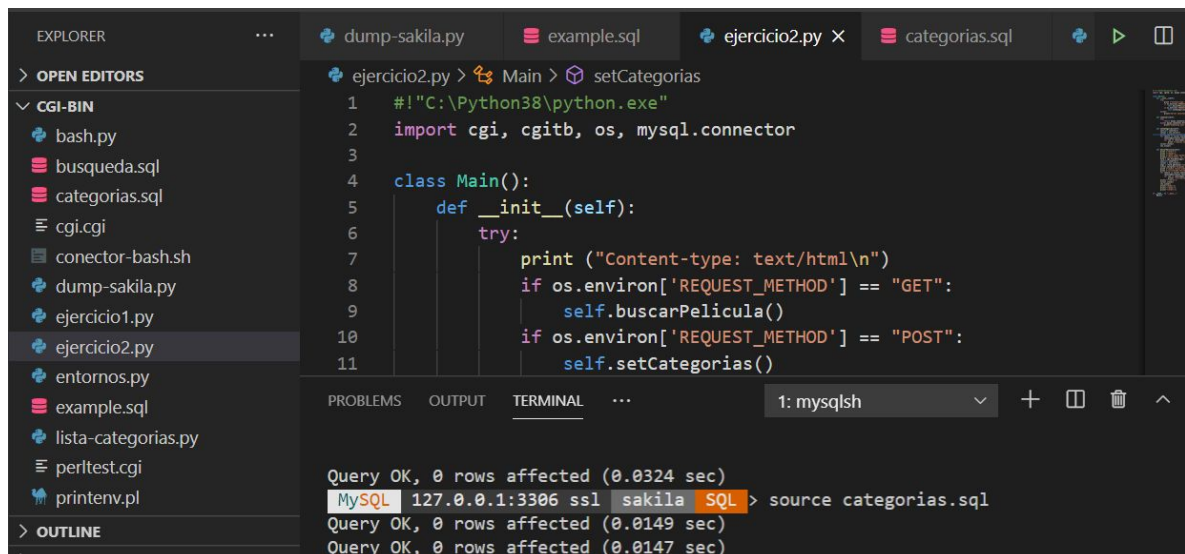 EXPLORER ...
> OPEN EDITORS
CGI-BIN
bash.py
busqueda.sql
categorias.sql
cgi.cgi
conector-bash.sh
dump-sakila.py
ejercicio1.py
ejercicio2.py
entornos.py
example.sql
lista-categorias.py
perltest.cgi
printenv.pl
> OUTLINE
dump-sakila.py example.sql ejercicio2.py X categorias.sql
ejercicio2.py > Main > setCategorias
1 #!"C:\Python38\python.exe"
2 import cgi, cgitb, os, mysql.connector
3
4 class Main():
5 def __init__(self):
6 try:
7 print ("Content-type: text/html\n")
8 if os.environ['REQUEST_METHOD'] == "GET":
9 self.buscarPelicula()
10 if os.environ['REQUEST_METHOD'] == "POST":
11 self.setCategorias()
PROBLEMS OUTPUT TERMINAL ... 1: mysqlsh
Query OK, 0 rows affected (0.0324 sec)
MySQL 127.0.0.1:3306 ssl sakila SQL > source categorias.sql
Query OK, 0 rows affected (0.0149 sec)
Query OK, 0 rows affected (0.0147 sec)